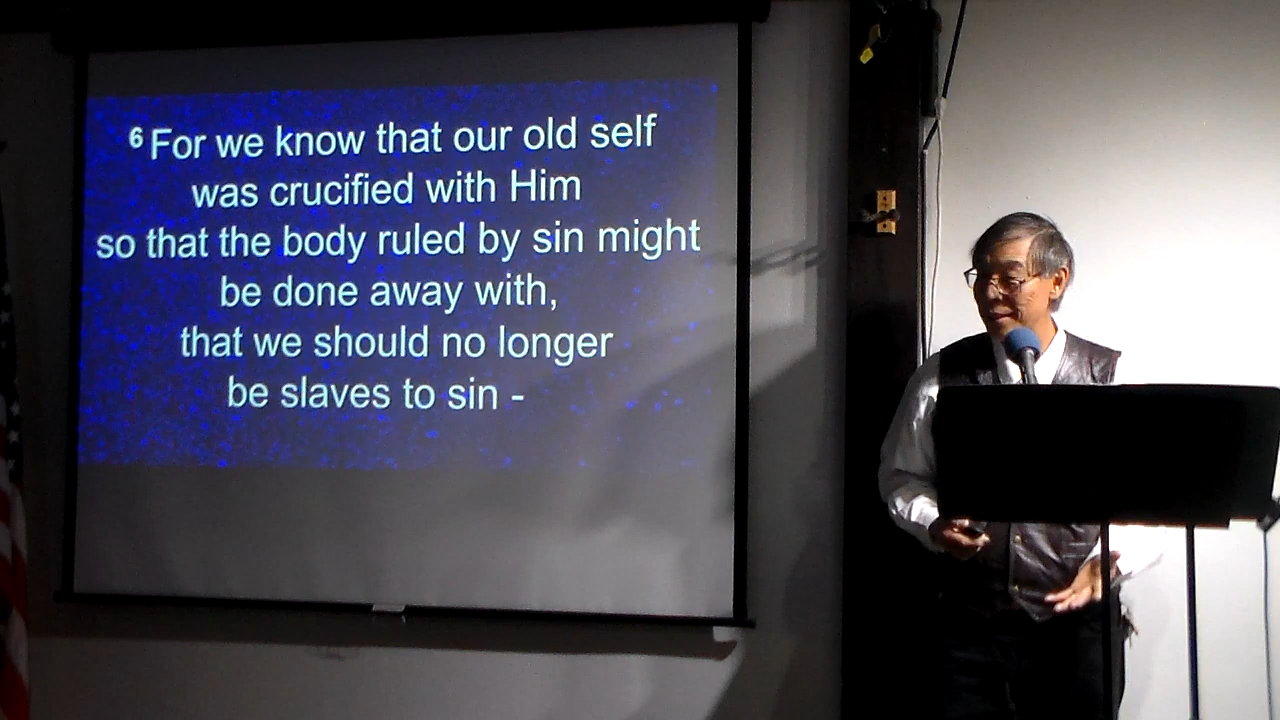 6 For we know that our old self
was crucified with Him
so that the body ruled by sin might
be done away with,
that we should no longer
be slaves to sin -